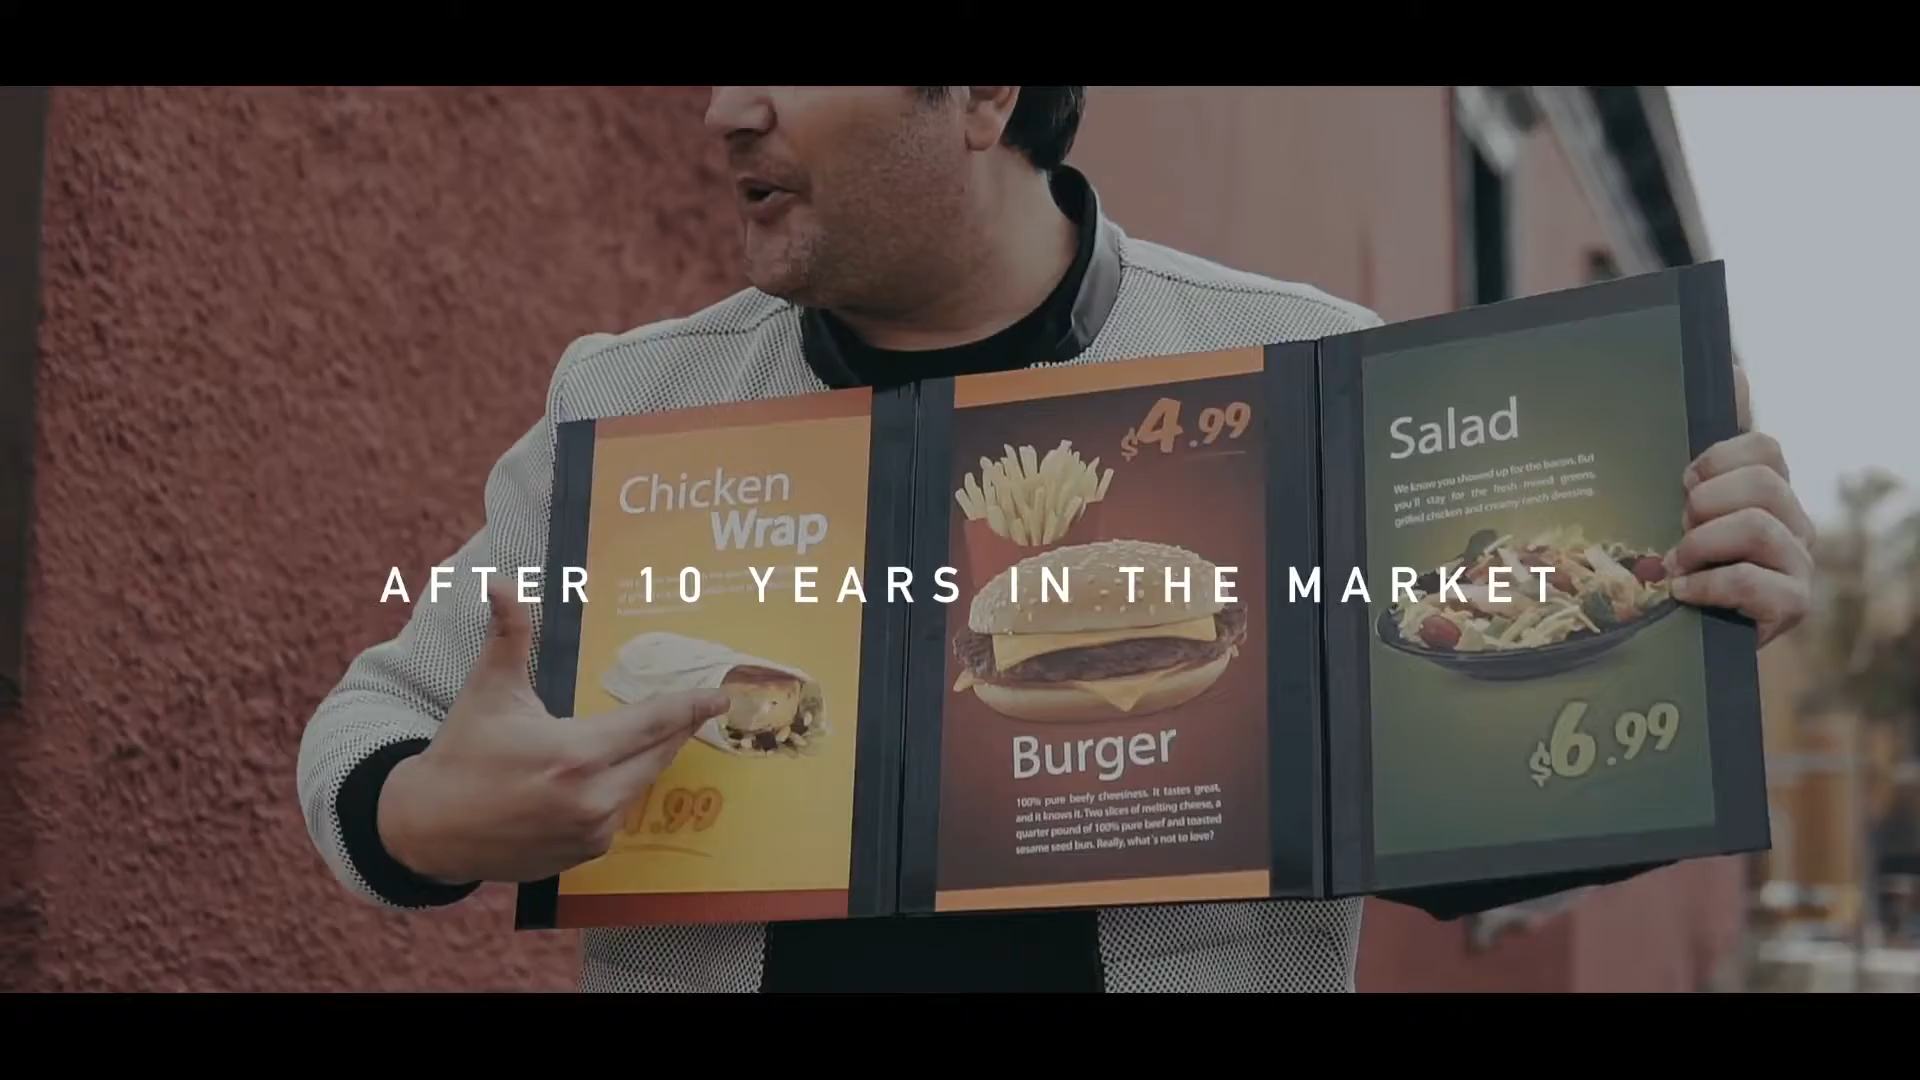 Chicken
Wrap
.99
$4.99
Burger
100% pure beefy cheesiness. It tastes great,
and it knows it. Two slices of melting cheese, a
quarter pound of 100% pure beef and toasted
sesame seed bun. Really, what's not to love?
Salad
We know you showed up for the bacon. But
you'll stay for the fresh mixed greens,
grilled chicken and creamy ranch dressing.
$6.99
AFTER 10 YEARS IN THE MARKET